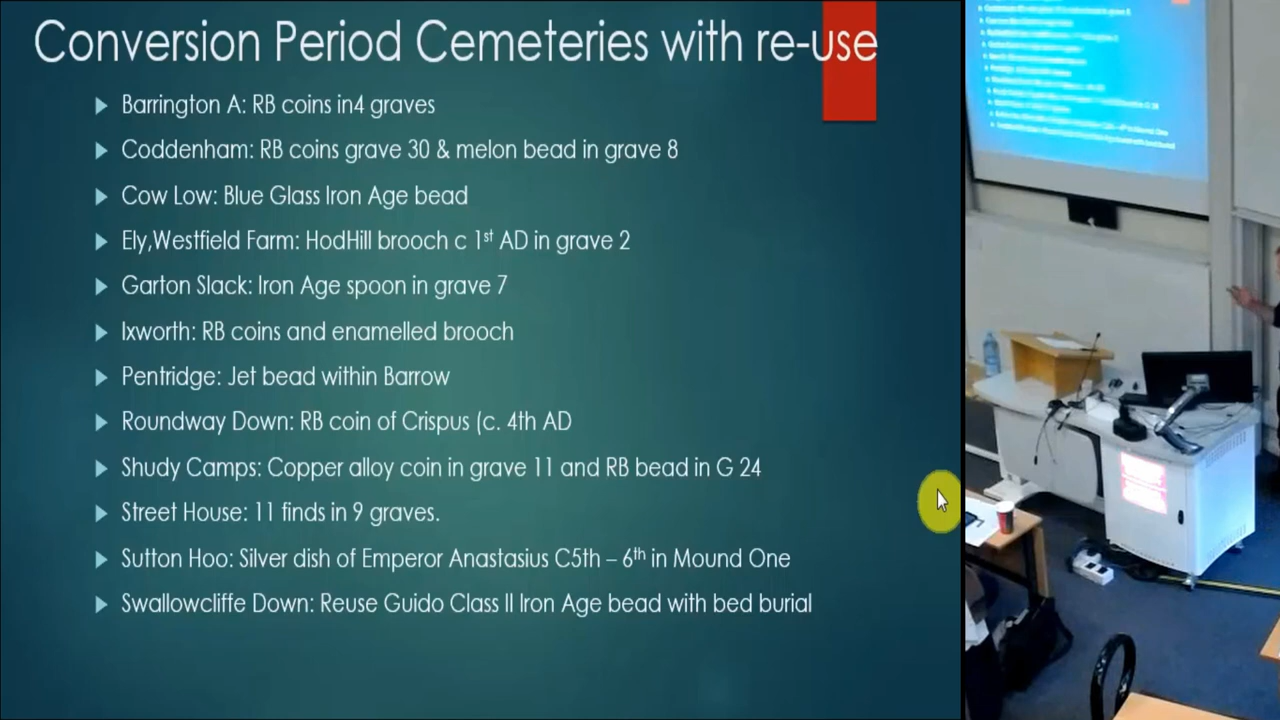 Conversion Period Cemeteries with re-use
Barrington A: RB coins in4 graves
Coddenham: RB coins grave 30 & melon bead in grave 8
Cow Low: Blue Glass Iron Age bead
Ely,Westfield Farm: HodHill brooch c 1st AD in grave 2
Garton Slack: Iron Age spoon in grave 7
Ixworth: RB coins and enamelled brooch
Pentridge: Jet bead within Barrow
Roundway Down: RB coin of Crispus (c. 4th AD
Shudy Camps: Copper alloy coin in grave 11 and RB bead in G 24
Street House: 11 finds in 9 graves.
Sutton Hoo: Silver dish of Emperor Anastasius C5th – 6th in Mound One
Swallowcliffe Down: Reuse Guido Class II Iron Age bead with bed burial